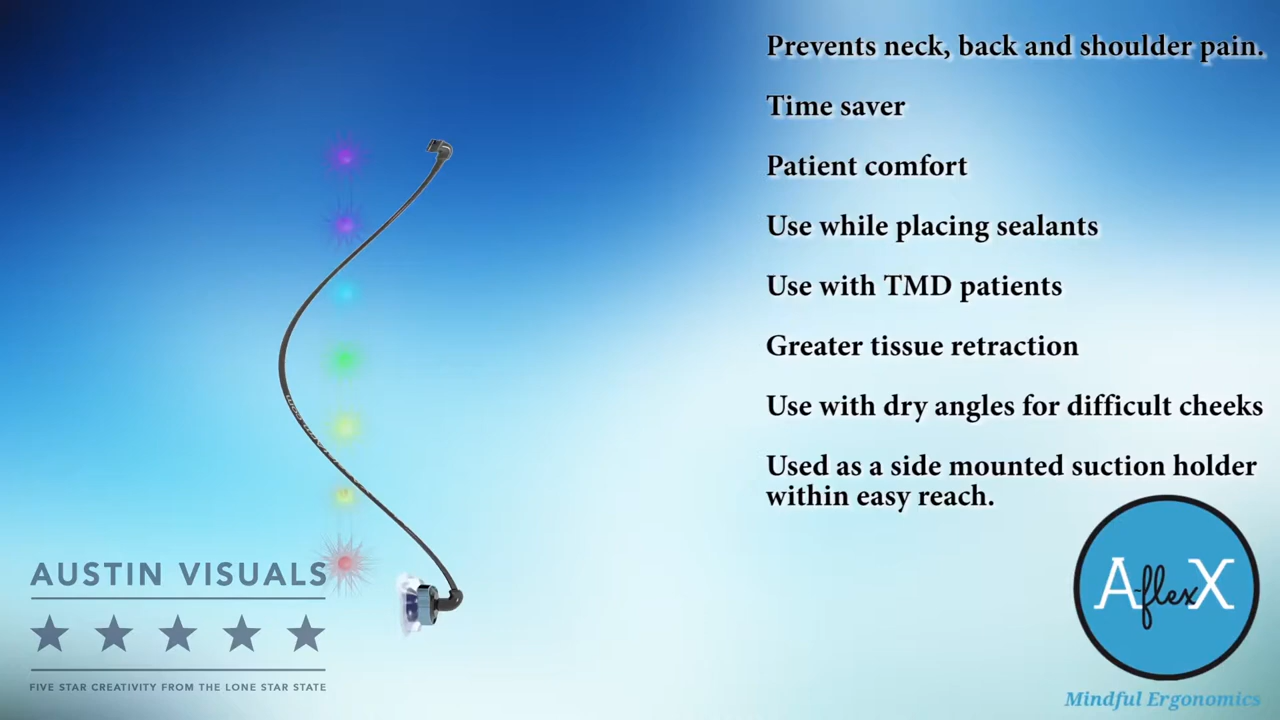 Prevents neck, back and shoulder pain.
Time saver
Patient comfort
Use while placing sealants
Use with TMD patients
Greater tissue retraction
Use with dry angles for difficult cheeks
Used as a side mounted suction holder
within easy reach.
AUSTIN VISUALS
FIVE STAR CREATIVITY FROM THE LONE STAR STATE
A-flexX
Mindful Ergonomics